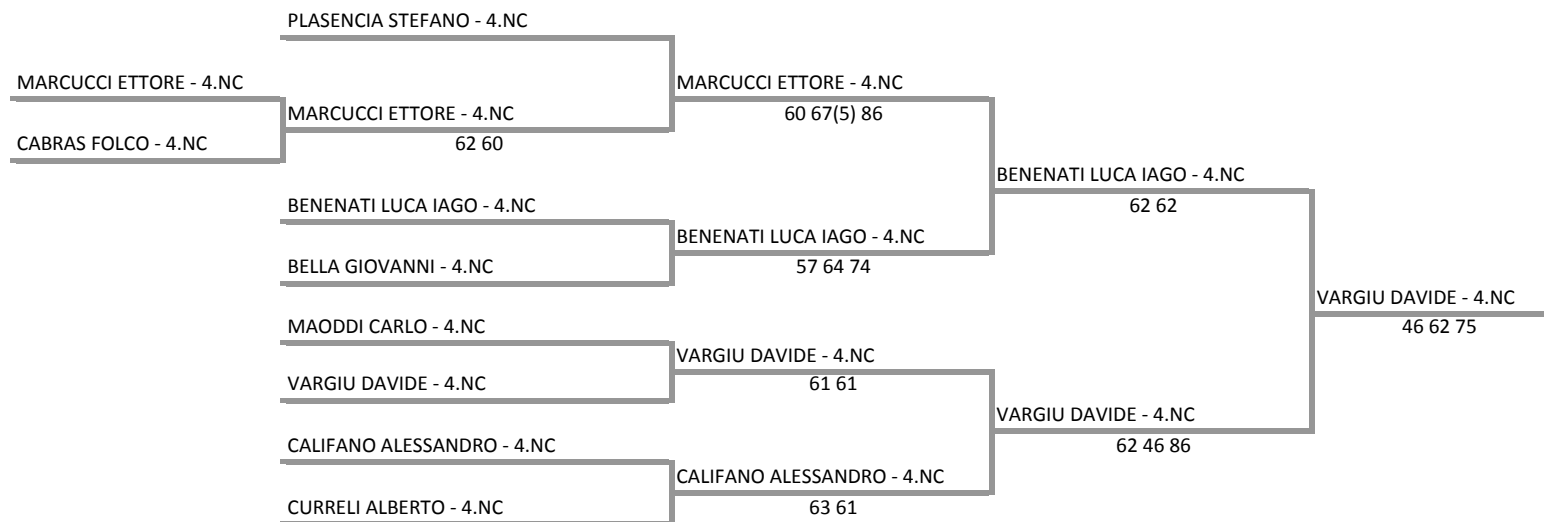 PLASENCIA STEFANO - 4.NC
MARCUCCI ETTORE - 4.NC
MARCUCCI ETTORE - 4.NC
MARCUCCI ETTORE - 4.NC
60 67(5) 86
CABRAS FOLCO - 4.NC
62 60
BENENATI LUCA IAGO - 4.NC
62 62
BENENATI LUCA IAGO - 4.NC
BENENATI LUCA IAGO - 4.NC
57 64 74
BELLA GIOVANNI - 4.NC
VARGIU DAVIDE - 4.NC
46 62 75
MAODDI CARLO - 4.NC
VARGIU DAVIDE - 4.NC
61 61
VARGIU DAVIDE - 4.NC
VARGIU DAVIDE - 4.NC
62 46 86
CALIFANO ALESSANDRO - 4.NC
CALIFANO ALESSANDRO - 4.NC
63 61
CURRELI ALBERTO - 4.NC